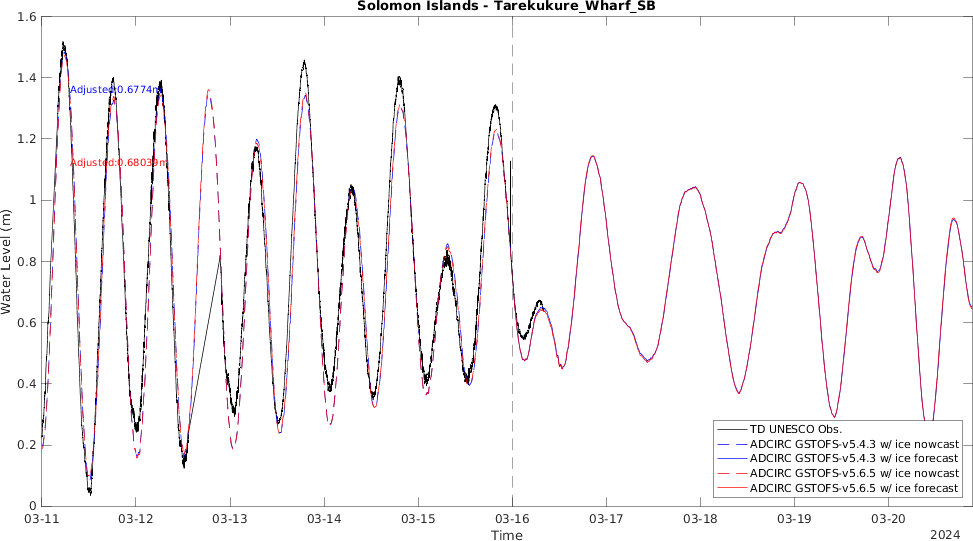 Solomon Islands - Tarekukure_Wharf_SB
1.6
1.4
1.2
1
0.8
0.6
0.4
0.2
0
Water Level (m)
Adjusted:0.6774m
Adjusted:0.68039m
TD UNESCO Obs.
ADCIRC GSTOFS-v5.4.3 w/ ice nowcast
ADCIRC GSTOFS-v5.4.3 w/ ice forecast
ADCIRC GSTOFS-v5.6.5 w/ ice nowcast
ADCIRC GSTOFS-v5.6.5 w/ ice forecast
03-11 03-12 03-13 03-14 03-15 03-16 03-17 03-18 03-19 03-20
Time
2024